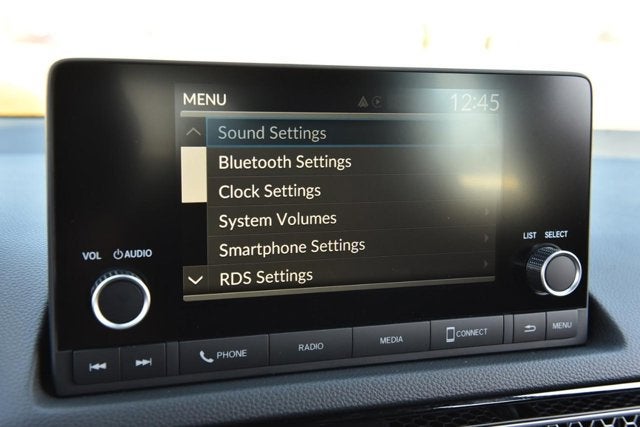 MENU 12:45
Sound Settings
Bluetooth Settings
Clock Settings
System Volumes
Smartphone Settings
RDS Settings
VOL AUDIO
LIST SELECT
PHONE RADIO MEDIA CONNECT MENU